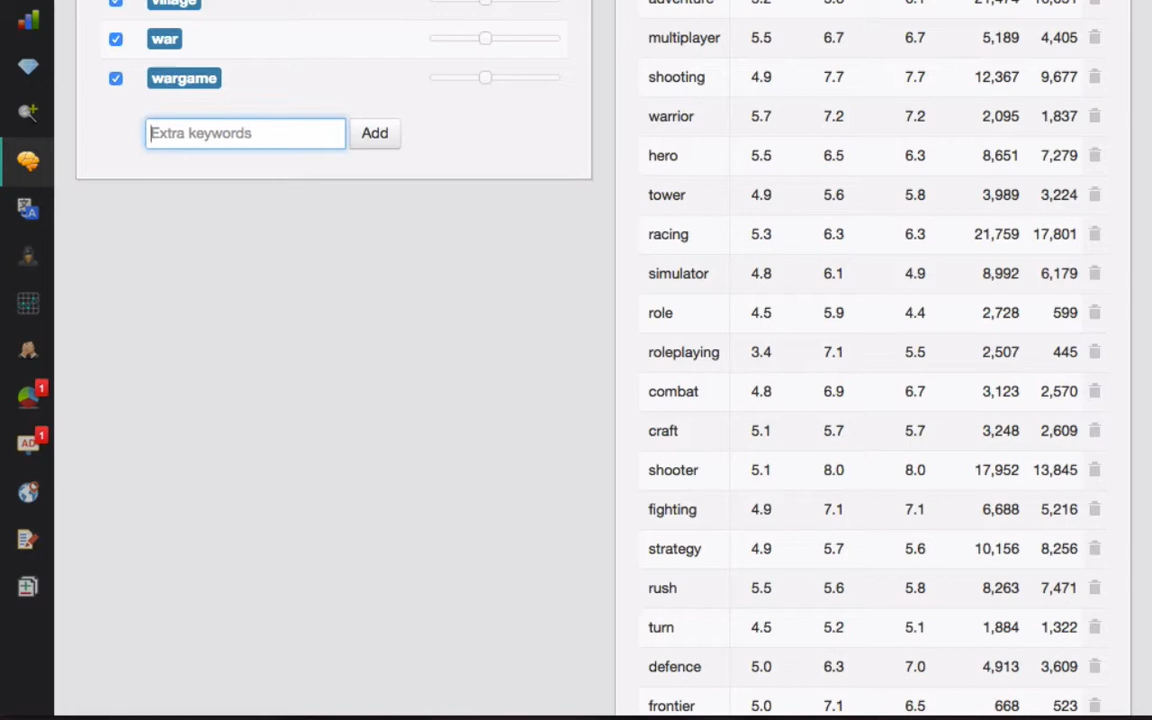 village
war
wargame
Extra keywords Add
adventure 5.2
multiplayer 5.5 6.7 6.7 5,189 4,405
shooting 4.9 7.7 7.7 12,367 9,677
warrior 5.7 7.2 7.2 2,095 1,837
hero 5.5 6.5 6.3 8,651 7,279
tower 4.9 5.6 5.8 3,989 3,224
racing 5.3 6.3 6.3 21,759 17,801
simulator 4.8 6.1 4.9 8,992 6,179
role 4.5 5.9 4.4 2,728 599
roleplaying 3.4 7.1 5.5 2,507 445
combat 4.8 6.9 6.7 3,123 2,570
craft 5.1 5.7 5.7 3,248 2,609
shooter 5.1 8.0 8.0 17,952 13,845
fighting 4.9 7.1 7.1 6,688 5,216
strategy 4.9 5.7 5.6 10,156 8,256
rush 5.5 5.6 5.8 8,263 7,471
turn 4.5 5.2 5.1 1,884 1,322
defence 5.0 6.3 7.0 4,913 3,609
frontier 5.0 7.1 6.5 668 523
1
AD 1
A